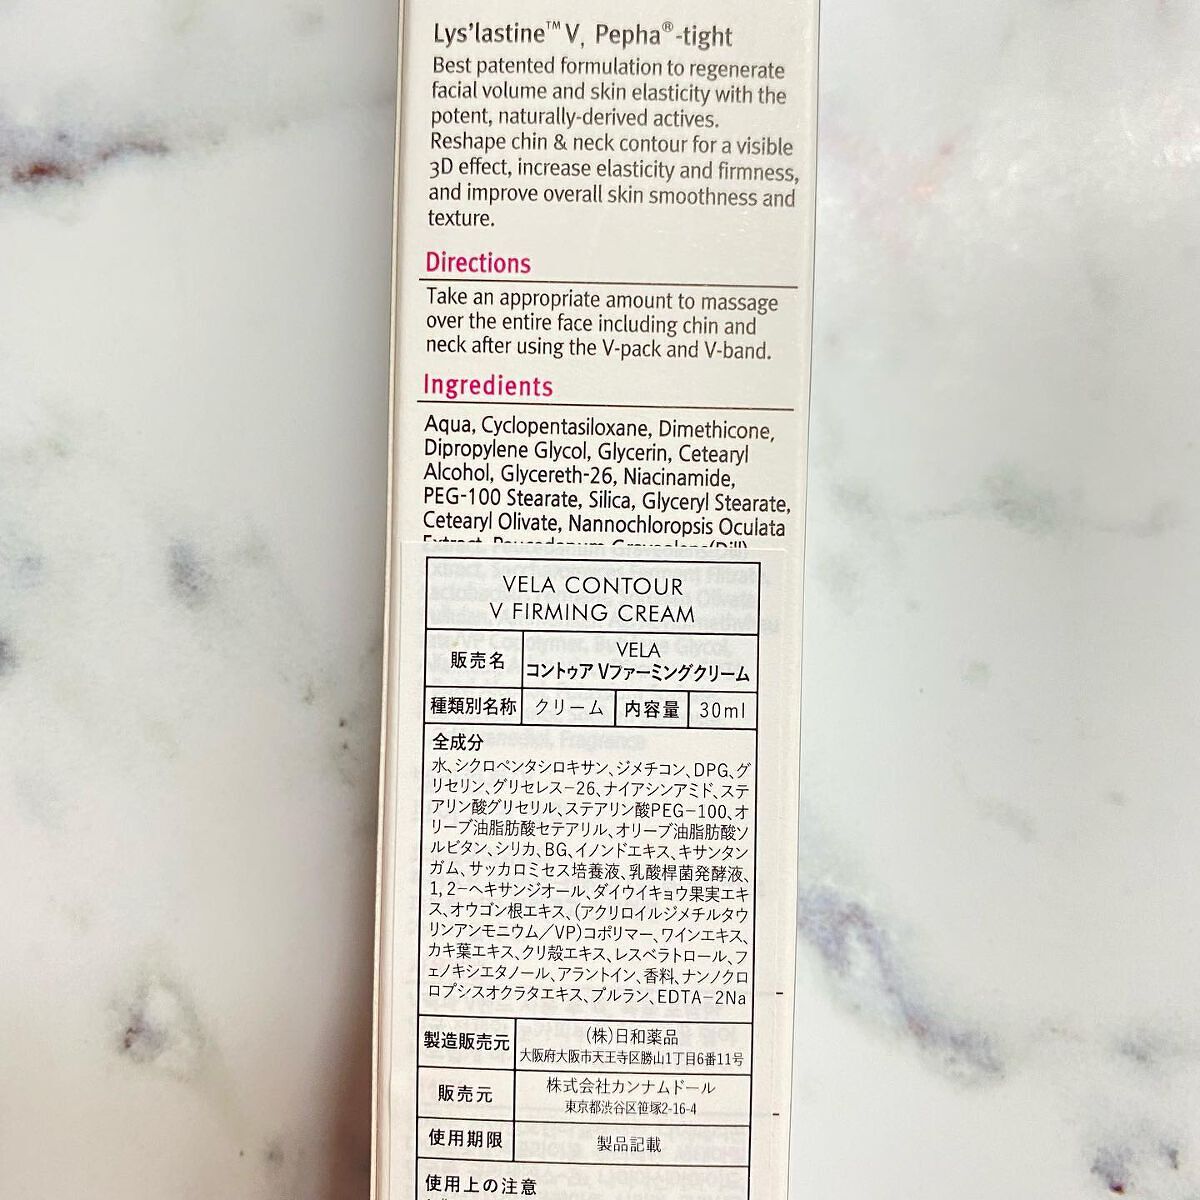 Lys'lastine™ V, Pepha®-tight
Best patented formulation to regenerate
facial volume and skin elasticity with the
potent, naturally-derived actives.
Reshape chin & neck contour for a visible
3D effect, increase elasticity and firmness,
and improve overall skin smoothness and
texture.
Directions
Take an appropriate amount to massage
over the entire face including chin and
neck after using the V-pack and V-band.
Ingredients
Aqua, Cyclopentasiloxane, Dimethicone,
Dipropylene Glycol, Glycerin, Cetearyl
Alcohol, Glycereth-26, Niacinamide,
PEG-100 Stearate, Silica, Glyceryl Stearate,
Cetearyl Olivate, Nannochloropsis Oculata
Extract, Peucedanum Graveolens(Dill)
VELA CONTOUR
V FIRMING CREAM
販売名 VELA
コントゥア Vファーミングクリーム
種類別名称 クリーム 内容量 30ml
全成分
水、シクロペンタシロキサン、ジメチコン、DPG、グ
リセリン、グリセレス-26、ナイアシンアミド、ステ
アリン酸グリセリル、ステアリン酸PEG-100、オ
リーブ油脂肪酸セテアリル、オリーブ油脂肪酸ソ
ルビタン、シリカ、BG、イノンドエキス、キサンタン
ガム、サッカロミセス培養液、乳酸桿菌発酵液、
1,2-ヘキサンジオール、ダイウイキョウ果実エキ
ス、オウゴン根エキス、(アクリロイルジメチルタウ
リンアンモニウム/VP)コポリマー、ワインエキス、
カキ葉エキス、クリ殻エキス、レスベラトロール、フ
ェノキシエタノール、アラントイン、香料、ナンノクロ
ロプシスオクラタエキス、プルラン、EDTA-2Na
製造販売元 (株)日和薬品
大阪府大阪市天王寺区勝山1丁目6番11号
販売元 株式会社カンナムドール
東京都渋谷区笹塚2-16-4
使用期限 製品記載
使用上の注意